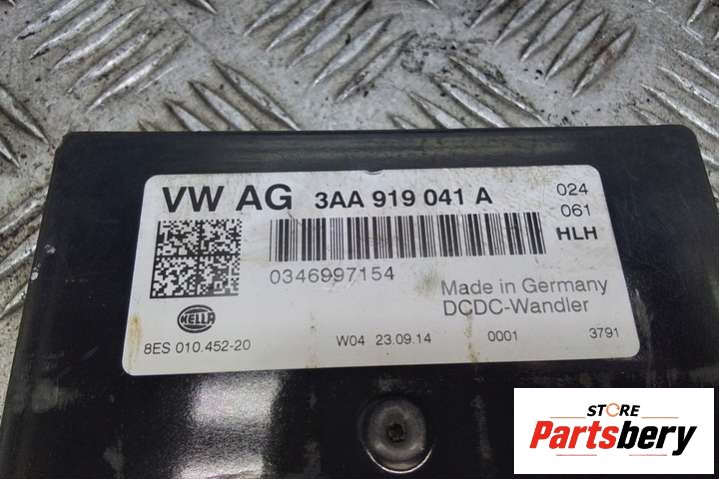 VW AG 3AA 919 041 A 024
061
HLH
0346997154
Made in Germany
DCDC-Wandler
HELLA
8ES 010.452-20 W04 23.09.14 0001 3791
STORE
Partsbery